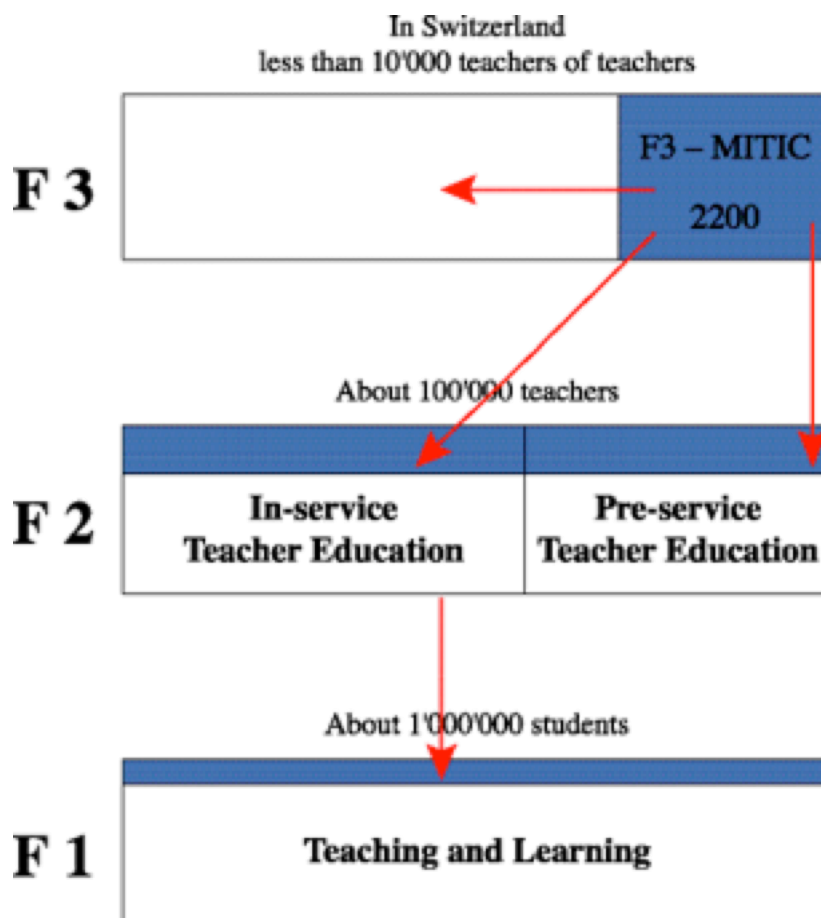 In Switzerland
less than 10'000 teachers of teachers
F 3
F3 – MITIC
2200
About 100'000 teachers
F 2
In-service
Teacher Education
Pre-service
Teacher Education
About 1'000'000 students
F 1
Teaching and Learning